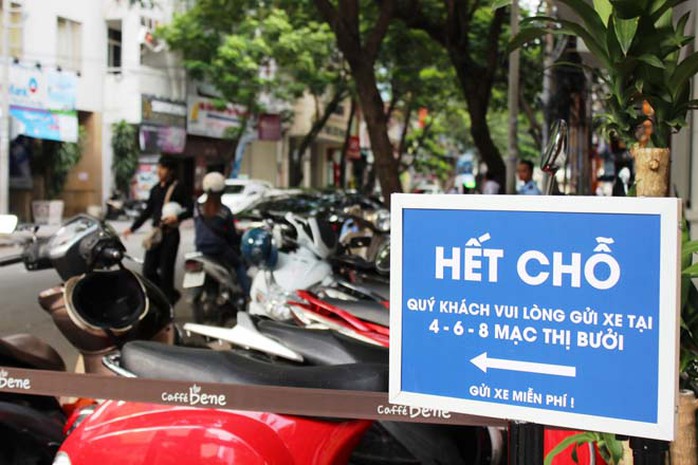 HẾT CHỖ
QUÝ KHÁCH VUI LÒNG GỬI XE TẠI
4 - 6 - 8 MẠC THỊ BƯỞI
GỬI XE MIỄN PHÍ !
Bene
CAFFÉ Bene
CAFFÉ Bene